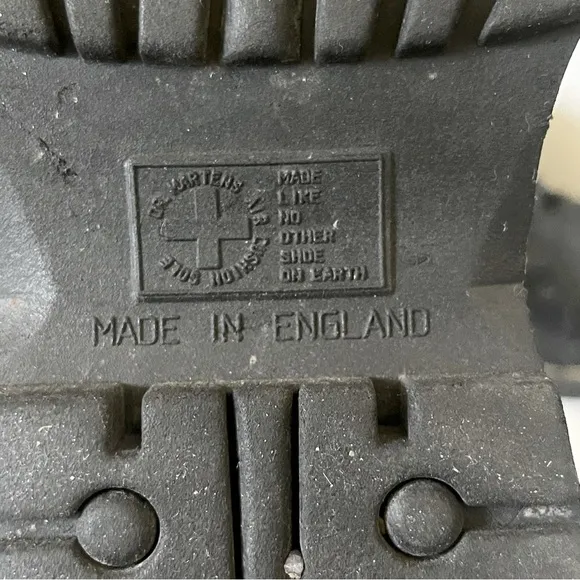 DR. MARTENS AIR CUSHION SOLE
MADE
LIKE
NO
OTHER
SHOE
ON EARTH
MADE IN ENGLAND